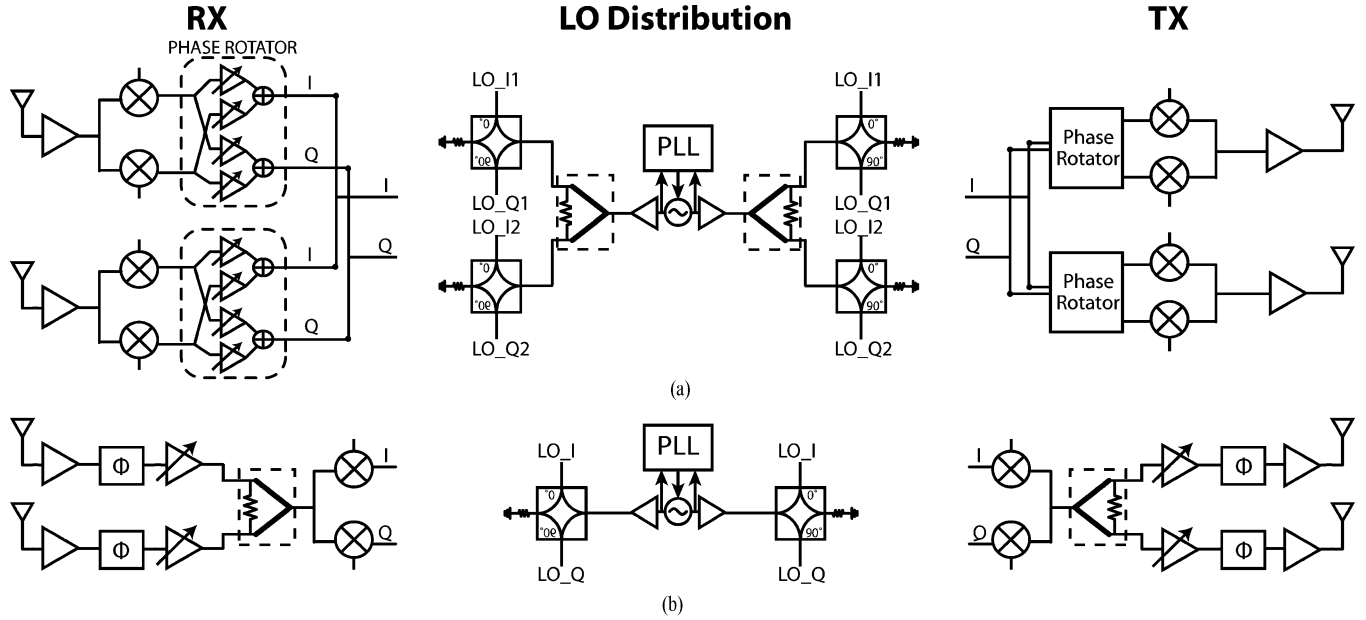 RX
LO Distribution
TX
PHASE ROTATOR
I
Q
I
Q
I
Q
LO_I1
0°
90°
LO_Q1
LO_I2
0°
90°
LO_Q2
PLL
LO_I1
0°
90°
LO_Q1
LO_I2
0°
90°
LO_Q2
I
Q
Phase
Rotator
Phase
Rotator
(a)
Φ
Φ
I
Q
LO_I
0°
90°
LO_Q
PLL
LO_I
0°
90°
LO_Q
I
Q
Φ
Φ
(b)